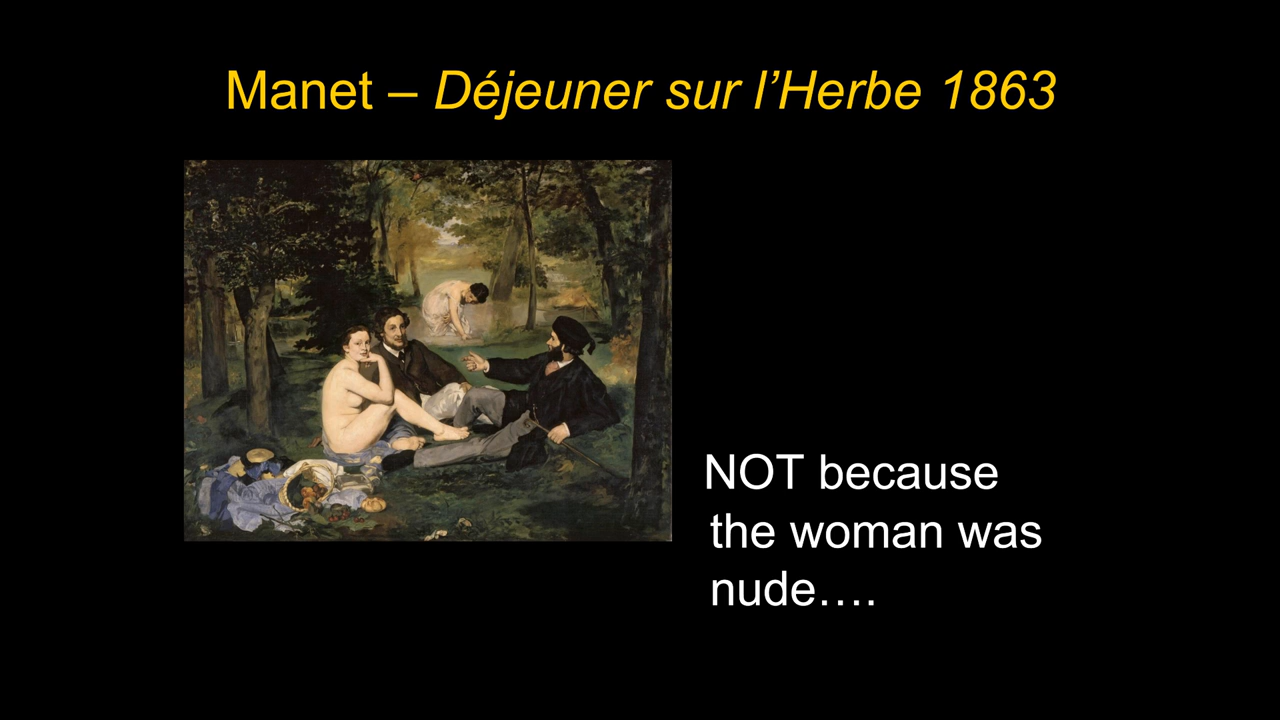 Manet – Déjeuner sur l’Herbe 1863
NOT because
the woman was
nude….